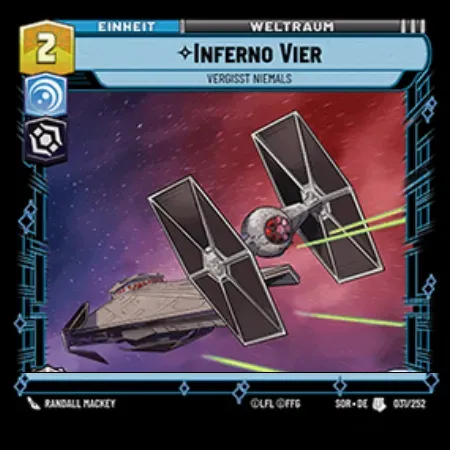 EINHEIT WELTRAUM
2
INFERNO VIER
VERGISST NIEMALS
RANDALL MACKEY ©LFL ©FFG SOR • DE 031/252